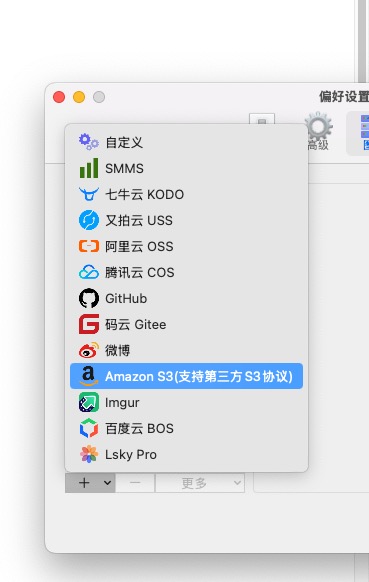 偏好设置
高级
自定义
SMMS
七牛云 KODO
又拍云 USS
阿里云 OSS
腾讯云 COS
GitHub
码云 Gitee
微博
Amazon S3(支持第三方S3协议)
Imgur
百度云 BOS
Lsky Pro
更多